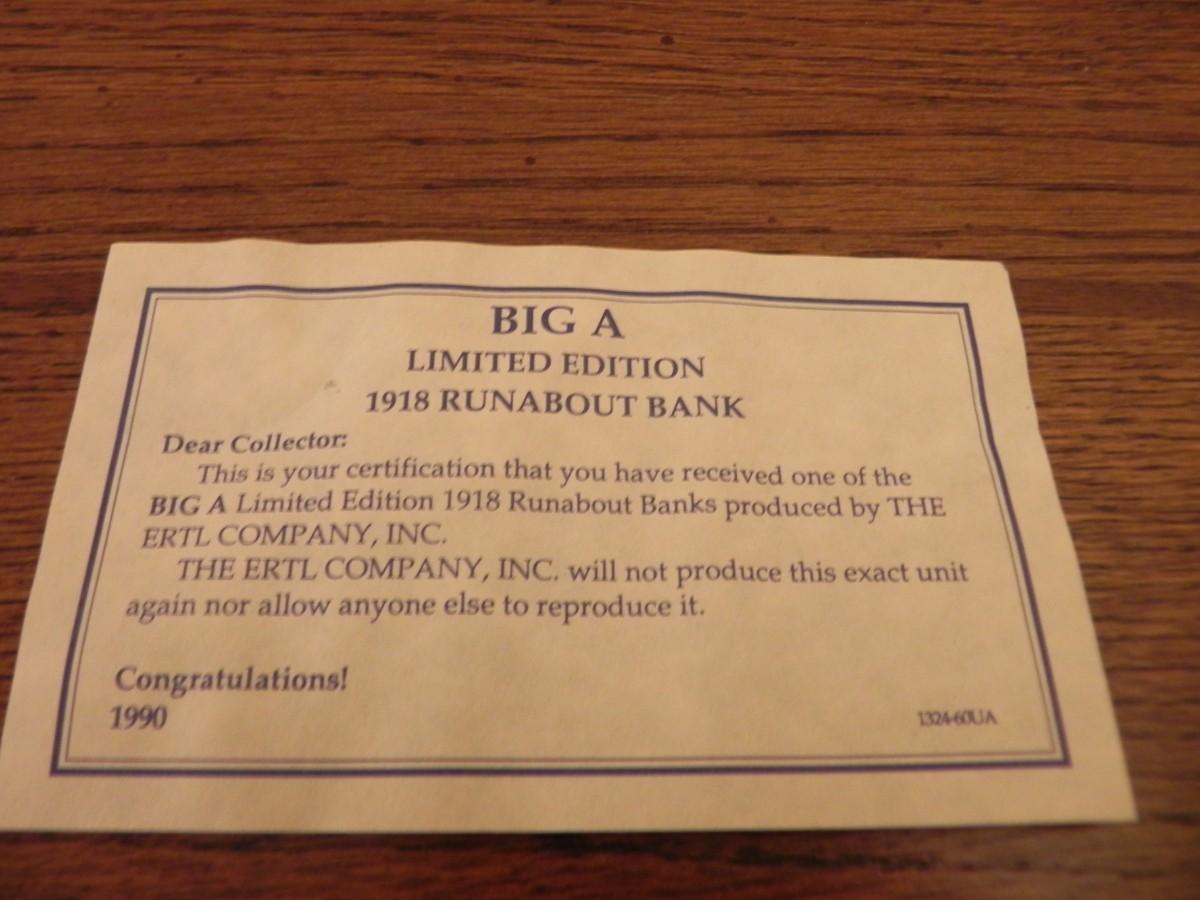 BIG A
LIMITED EDITION
1918 RUNABOUT BANK
Dear Collector:
This is your certification that you have received one of the
BIG A Limited Edition 1918 Runabout Banks produced by THE
ERTL COMPANY, INC.
THE ERTL COMPANY, INC. will not produce this exact unit
again nor allow anyone else to reproduce it.
Congratulations!
1990
1324-60UA